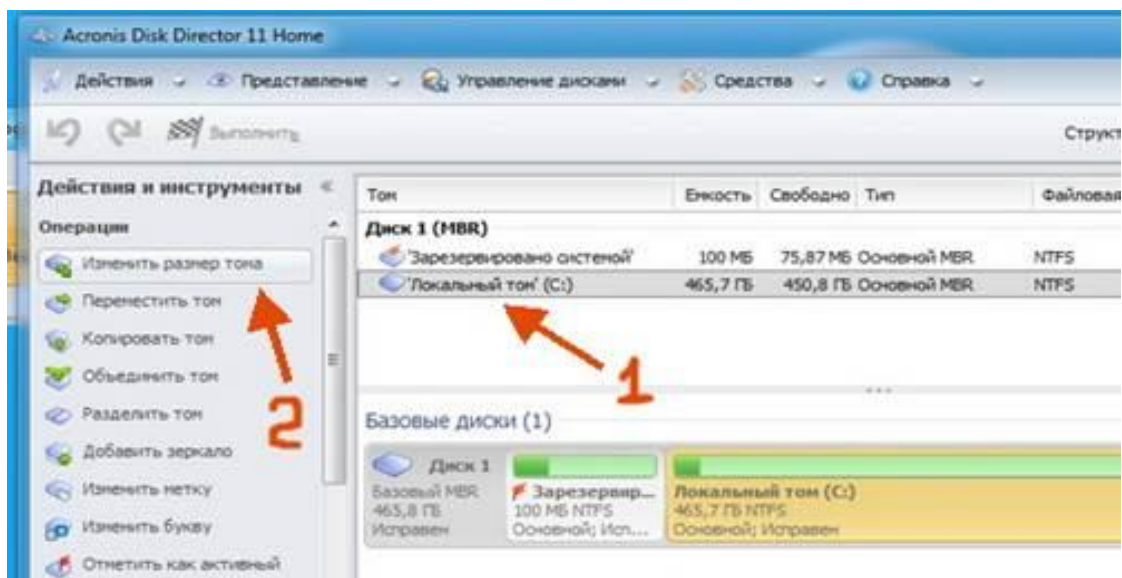 Acronis Disk Director 11 Home
Действия Представление Управление дисками Средства Справка
Выполнить Структ
Действия и инструменты « Том Емкость Свободно Тип Файловая
Операции
Диск 1 (MBR)
'Зарезервировано системой' 100 МБ 75,87 МБ Основной MBR NTFS
'Локальный том' (C:) 465,7 ГБ 450,8 ГБ Основной MBR NTFS
Изменить размер тома
Переместить том
Копировать том
Объединить том
Разделить том
Добавить зеркало
Изменить метку
Изменить букву
Отметить как активный
1
2
Базовые диски (1)
Диск 1
Базовый MBR
465,8 ГБ
Исправен
Зарезервир...
100 МБ NTFS
Основной; Исп...
Локальный том (C:)
465,7 ГБ NTFS
Основной; Исправен